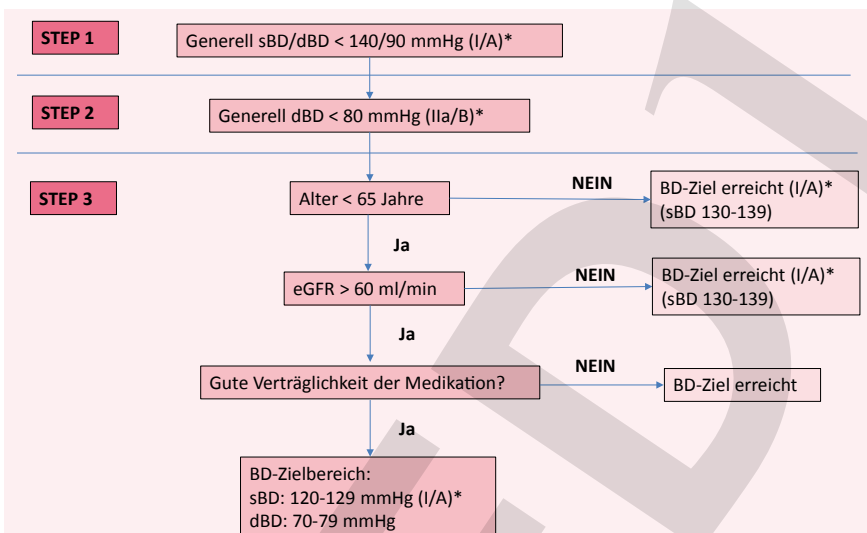 STEP 1
Generell sBD/dBD < 140/90 mmHg (I/A)*
STEP 2
Generell dBD < 80 mmHg (IIa/B)*
STEP 3
Alter < 65 Jahre
NEIN
BD-Ziel erreicht (I/A)*
(sBD 130-139)
Ja
eGFR > 60 ml/min
NEIN
BD-Ziel erreicht (I/A)*
(sBD 130-139)
Ja
Gute Verträglichkeit der Medikation?
NEIN
BD-Ziel erreicht
Ja
BD-Zielbereich:
sBD: 120-129 mmHg (I/A)*
dBD: 70-79 mmHg